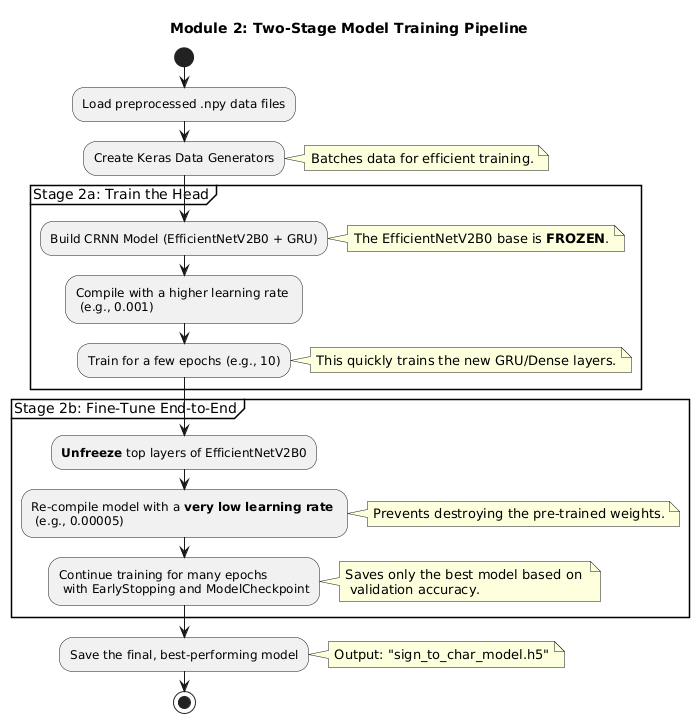 Module 2: Two-Stage Model Training Pipeline
Load preprocessed .npy data files
Create Keras Data Generators
Batches data for efficient training.
Stage 2a: Train the Head
Build CRNN Model (EfficientNetV2B0 + GRU)
The EfficientNetV2B0 base is FROZEN.
Compile with a higher learning rate
(e.g., 0.001)
Train for a few epochs (e.g., 10)
This quickly trains the new GRU/Dense layers.
Stage 2b: Fine-Tune End-to-End
Unfreeze top layers of EfficientNetV2B0
Re-compile model with a very low learning rate
(e.g., 0.00005)
Prevents destroying the pre-trained weights.
Continue training for many epochs
with EarlyStopping and ModelCheckpoint
Saves only the best model based on
validation accuracy.
Save the final, best-performing model
Output: "sign_to_char_model.h5"